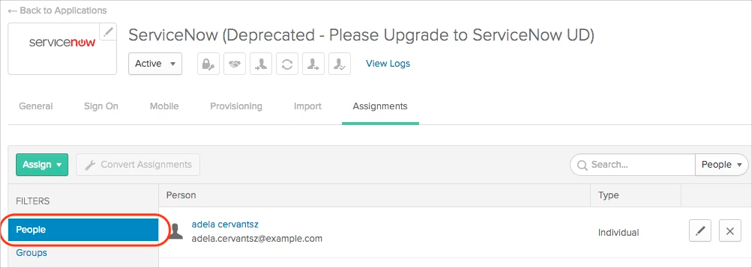 ← Back to Applications
servicenow
ServiceNow (Deprecated - Please Upgrade to ServiceNow UD)
Active
View Logs
General Sign On Mobile Provisioning Import Assignments
Assign Convert Assignments Search... People
FILTERS Person Type
People
adela cervantsz
adela.cervantsz@example.com Individual
Groups